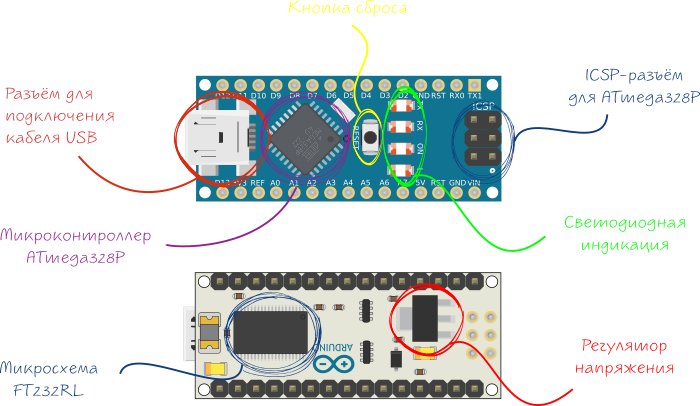 Кнопка сброса
Разъём для
подключения
кабеля USB
ICSP-разъём
для ATmega328P
D12 D11 D10 D9 D8 D7 D6 D5 D4 D3 D2 GND RST RX0 TX1
ICSP
RESET
TX
RX
ON
L
D13 3V3 REF A0 A1 A2 A3 A4 A5 A6 A7 5V RST GND VIN
Микроконтроллер
ATmega328P
Светодиодная
индикация
ARDUINO
Микросхема
FT232RL
Регулятор
напряжения